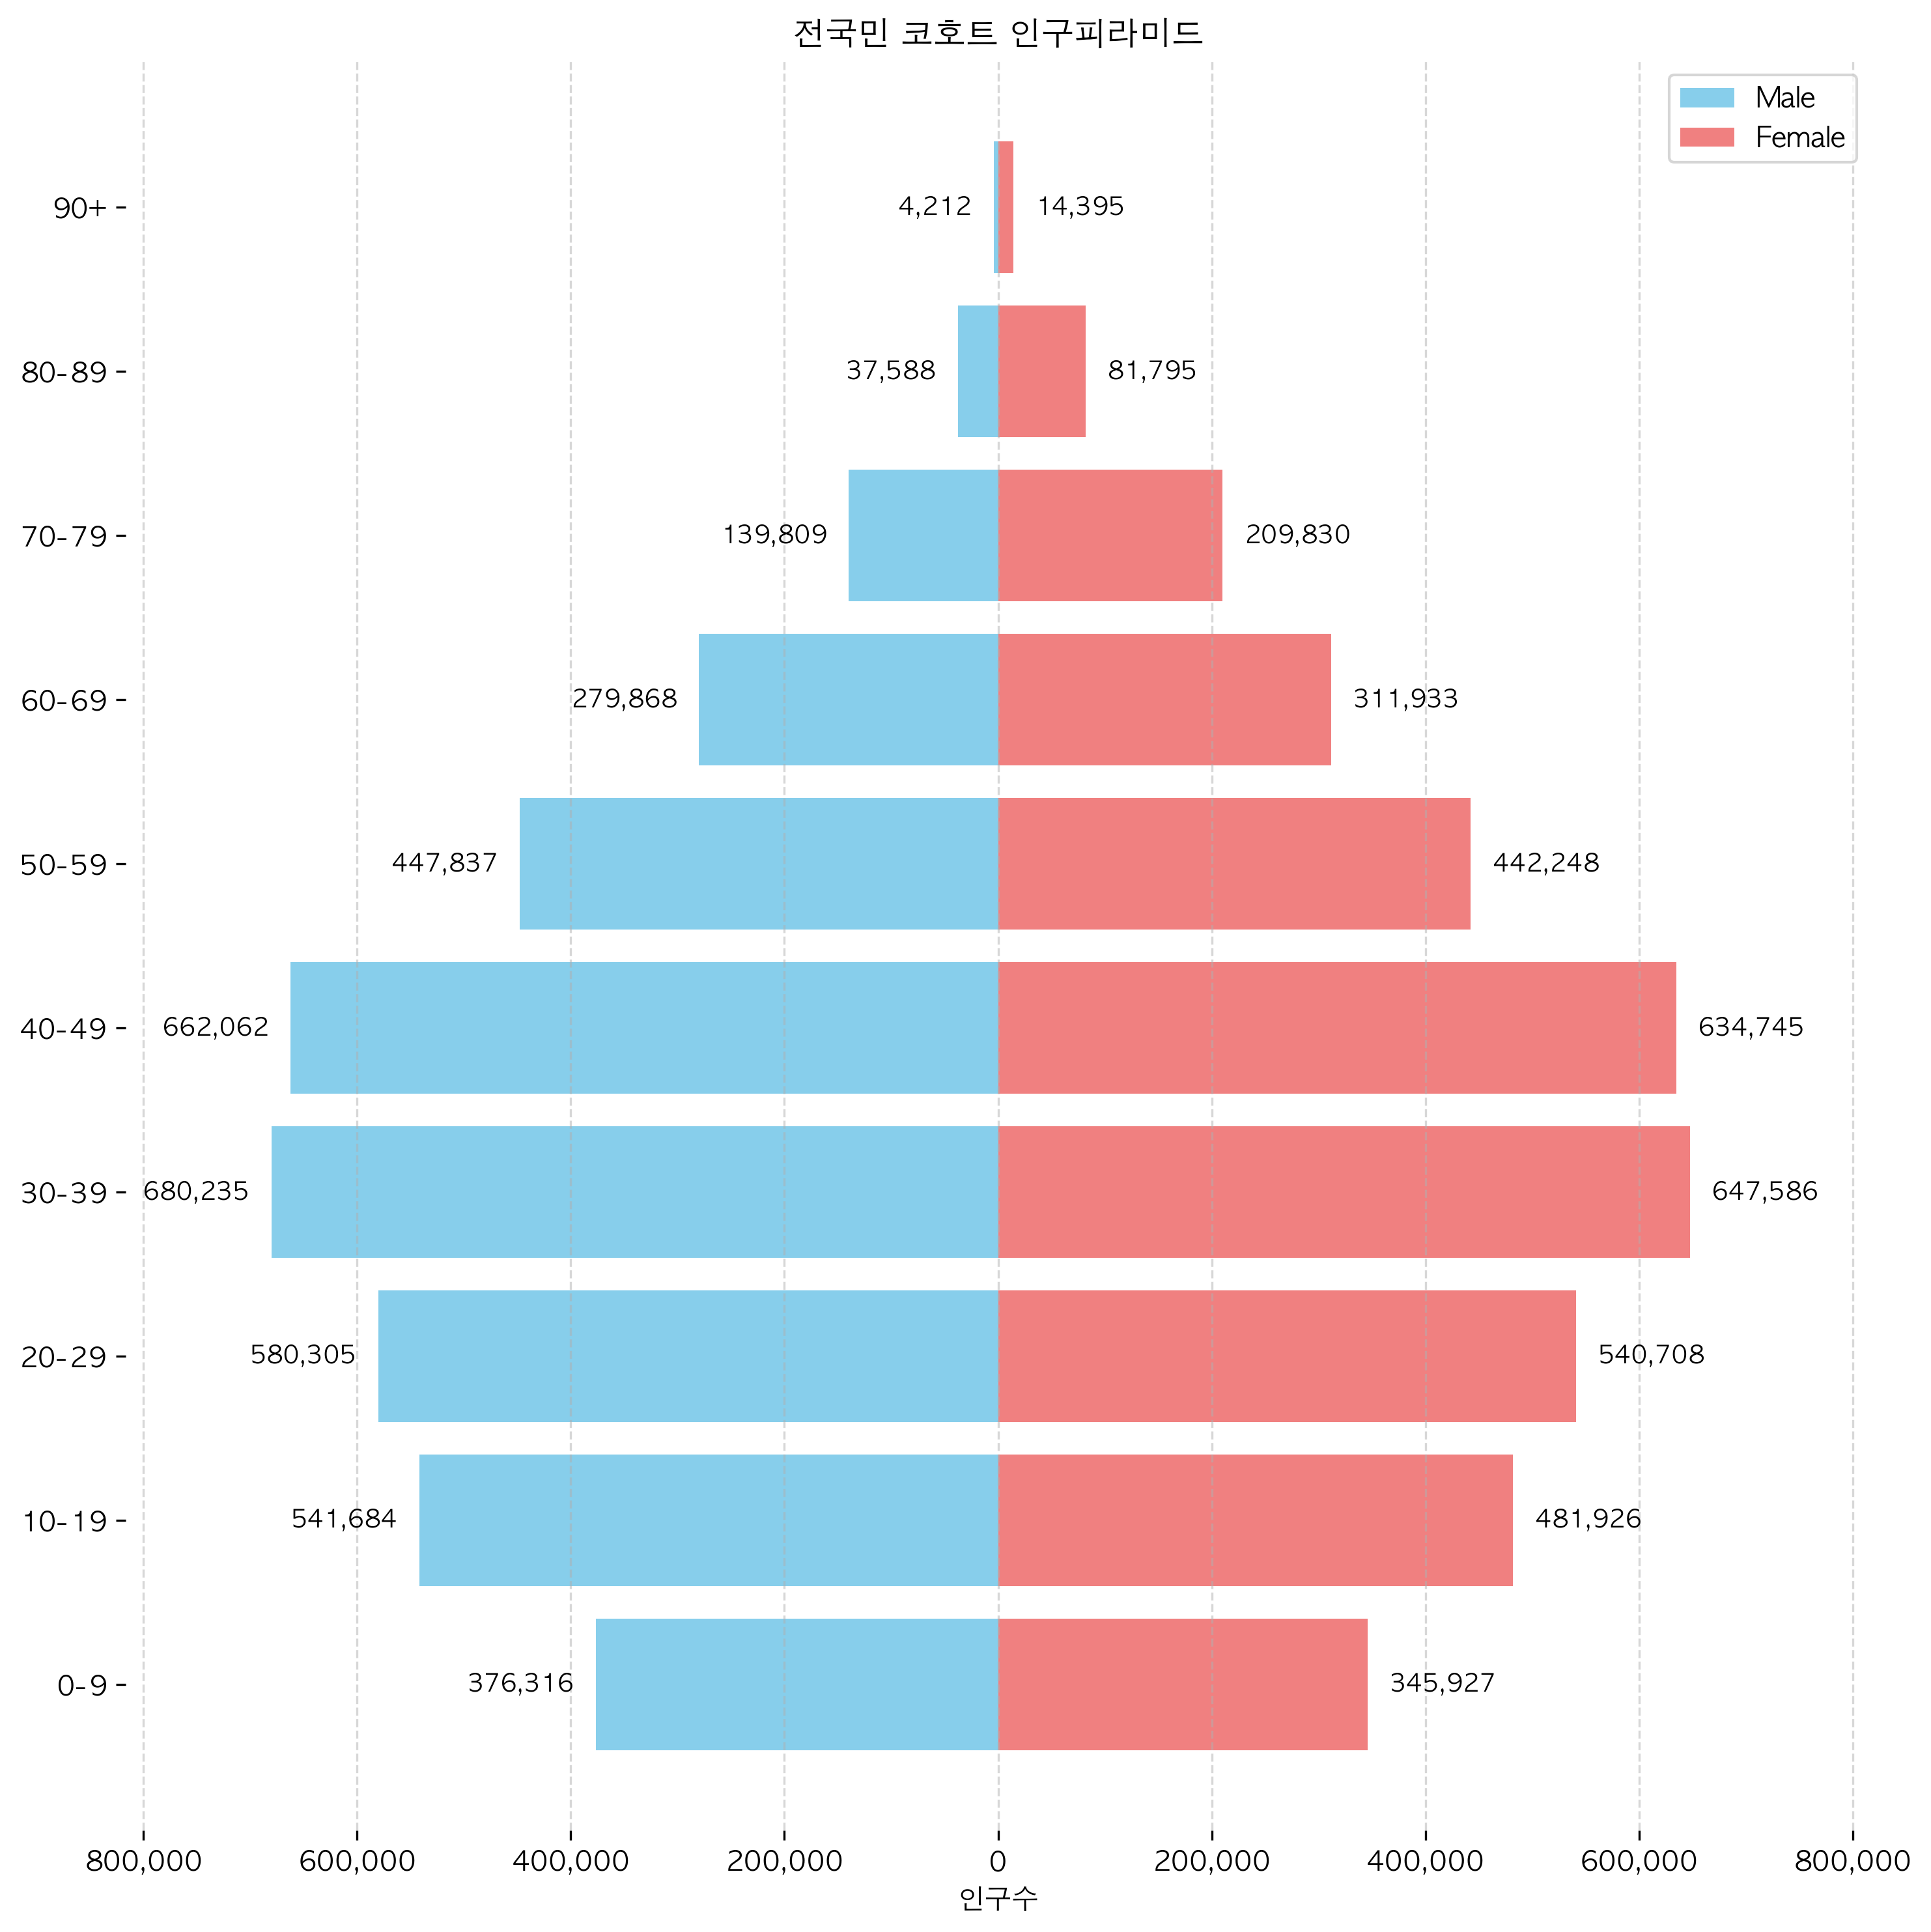 전국민 코호트 인구피라미드
Male
Female
90+ 4,212 14,395
80-89 37,588 81,795
70-79 139,809 209,830
60-69 279,868 311,933
50-59 447,837 442,248
40-49 662,062 634,745
30-39 680,235 647,586
20-29 580,305 540,708
10-19 541,684 481,926
0-9 376,316 345,927
800,000 600,000 400,000 200,000 0 200,000 400,000 600,000 800,000
인구수